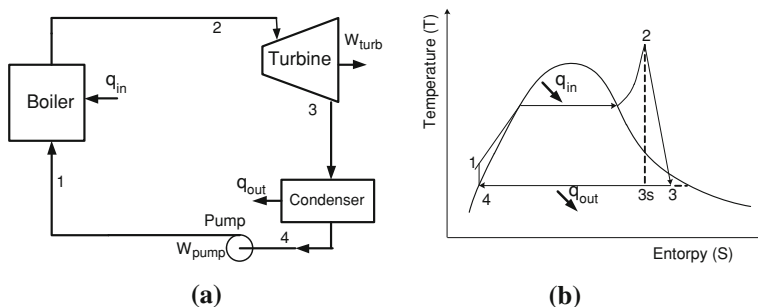 2
Turbine
W_turb
Boiler
q_in
3
1
q_out
Condenser
Pump
W_pump
4
(a)
Temperature (T)
2
q_in
1
4
q_out
3s
3
Entorpy (S)
(b)